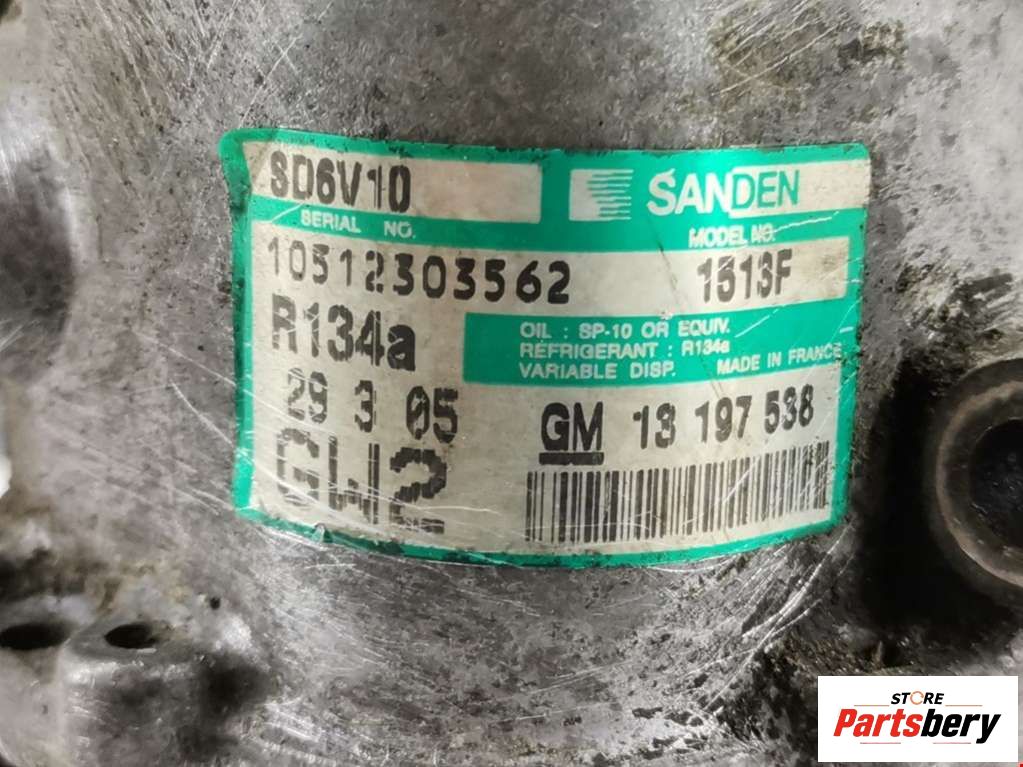 SD6V10
SANDEN
SERIAL NO.
MODEL NO.
10512303562
1513F
R134a
OIL : SP-10 OR EQUIV.
REFRIGERANT : R134a
VARIABLE DISP. MADE IN FRANCE
29 3 05
GM 13 197 538
GW2
STORE
Partsbery